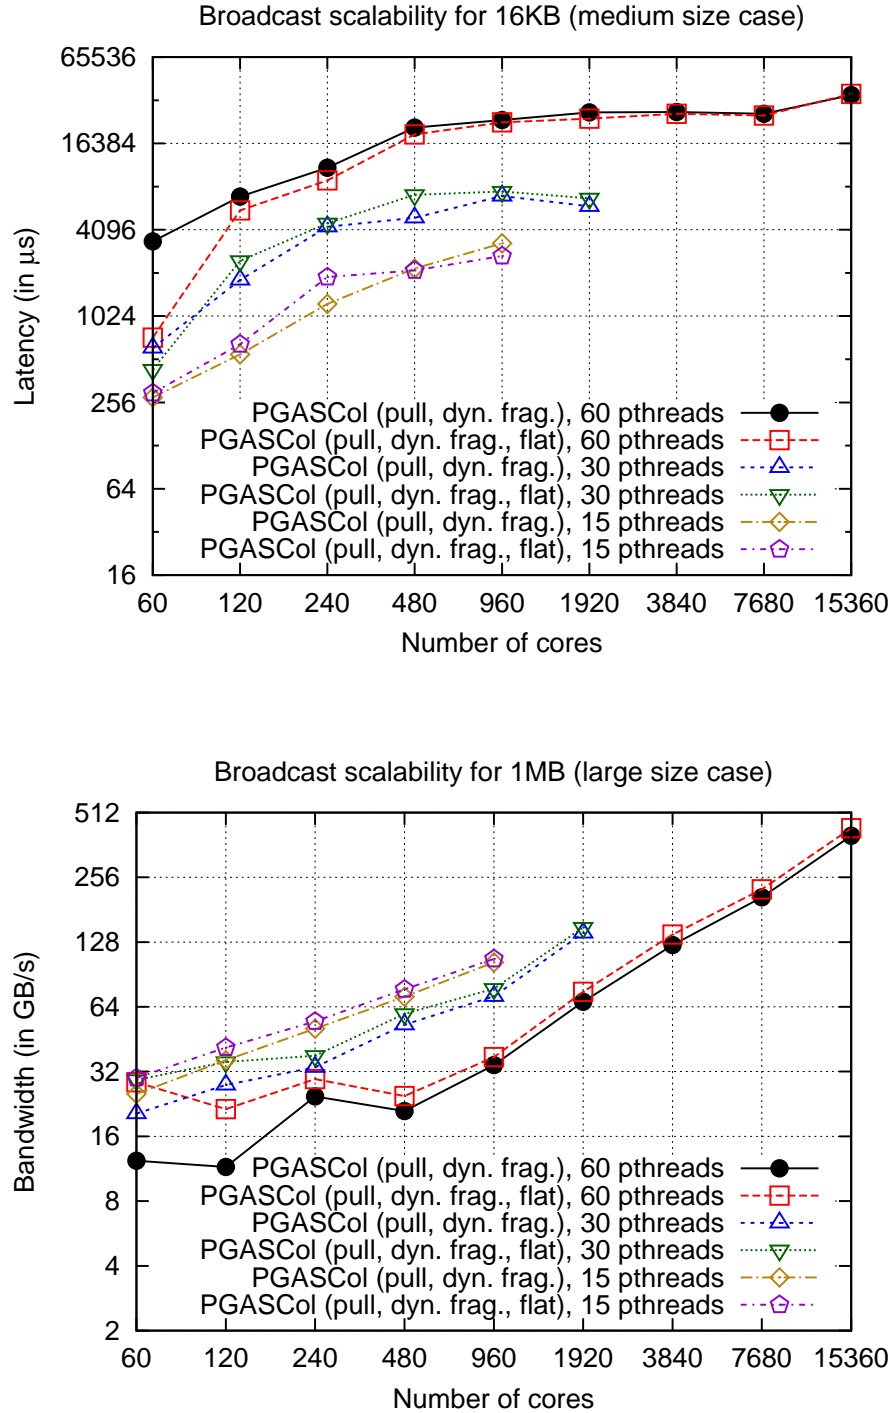 Broadcast scalability for 16KB (medium size case)
65536
16384
4096
1024
256
64
16
Latency (in µs)
PGASCol (pull, dyn. frag.), 60 pthreads
PGASCol (pull, dyn. frag., flat), 60 pthreads
PGASCol (pull, dyn. frag.), 30 pthreads
PGASCol (pull, dyn. frag., flat), 30 pthreads
PGASCol (pull, dyn. frag.), 15 pthreads
PGASCol (pull, dyn. frag., flat), 15 pthreads
60 120 240 480 960 1920 3840 7680 15360
Number of cores
Broadcast scalability for 1MB (large size case)
512
256
128
64
32
16
8
4
2
Bandwidth (in GB/s)
PGASCol (pull, dyn. frag.), 60 pthreads
PGASCol (pull, dyn. frag., flat), 60 pthreads
PGASCol (pull, dyn. frag.), 30 pthreads
PGASCol (pull, dyn. frag., flat), 30 pthreads
PGASCol (pull, dyn. frag.), 15 pthreads
PGASCol (pull, dyn. frag., flat), 15 pthreads
60 120 240 480 960 1920 3840 7680 15360
Number of cores